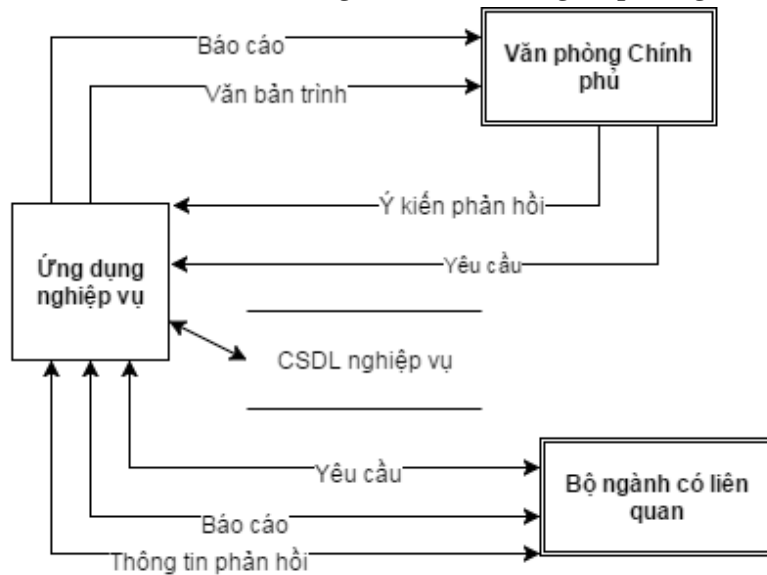 Báo cáo
Văn phòng Chính
phủ
Văn bản trình
Ý kiến phản hồi
Yêu cầu
Ứng dụng
nghiệp vụ
CSDL nghiệp vụ
Yêu cầu
Bộ ngành có liên
quan
Báo cáo
Thông tin phản hồi